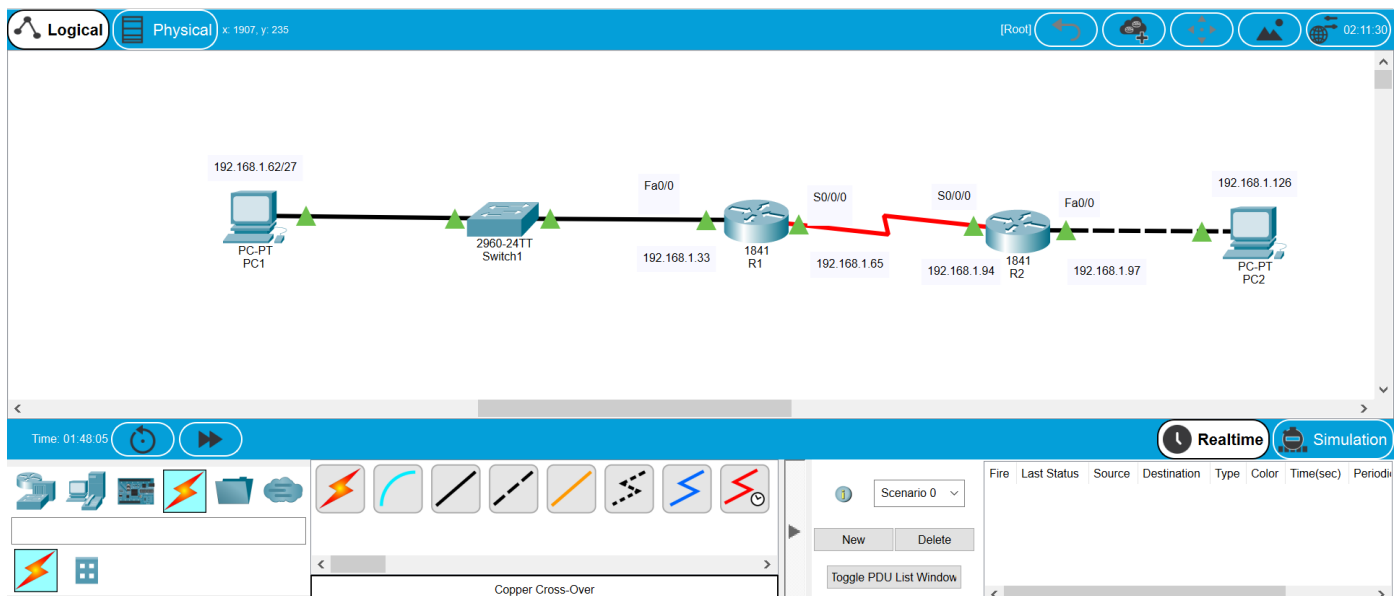 Logical
Physical
x: 1907, y: 235
[Root]
02:11:30
192.168.1.62/27
PC-PT
PC1
2960-24TT
Switch1
Fa0/0
192.168.1.33
1841
R1
S0/0/0
192.168.1.65
S0/0/0
192.168.1.94
1841
R2
Fa0/0
192.168.1.97
192.168.1.126
PC-PT
PC2
Time: 01:48:05
Realtime
Simulation
Copper Cross-Over
Scenario 0
New
Delete
Toggle PDU List Window
Fire Last Status Source Destination Type Color Time(sec) Periodi